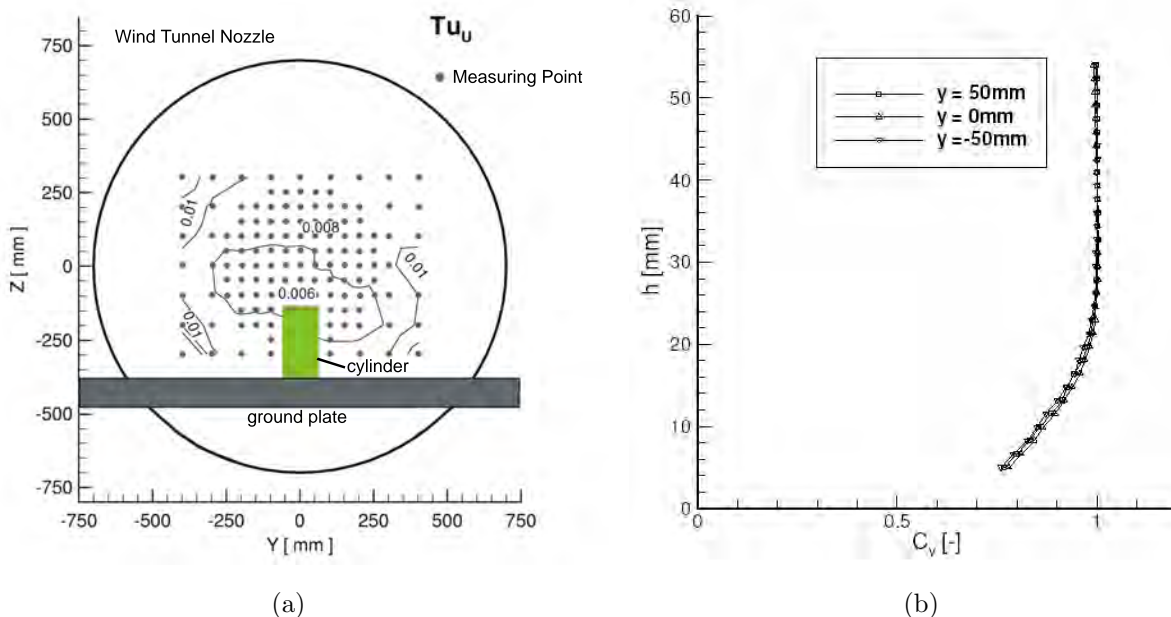 Wind Tunnel Nozzle
Tu_U
Measuring Point
750
500
250
0
-250
-500
-750
Z [ mm ]
0.01
0.008
0.01
0.006
0.01
cylinder
ground plate
-750 -500 -250 0 250 500 750
Y [ mm ]
(a)
60
50
40
30
20
10
0
h [mm]
y = 50mm
y = 0mm
y = -50mm
0 0.5 1
C_v [-]
(b)